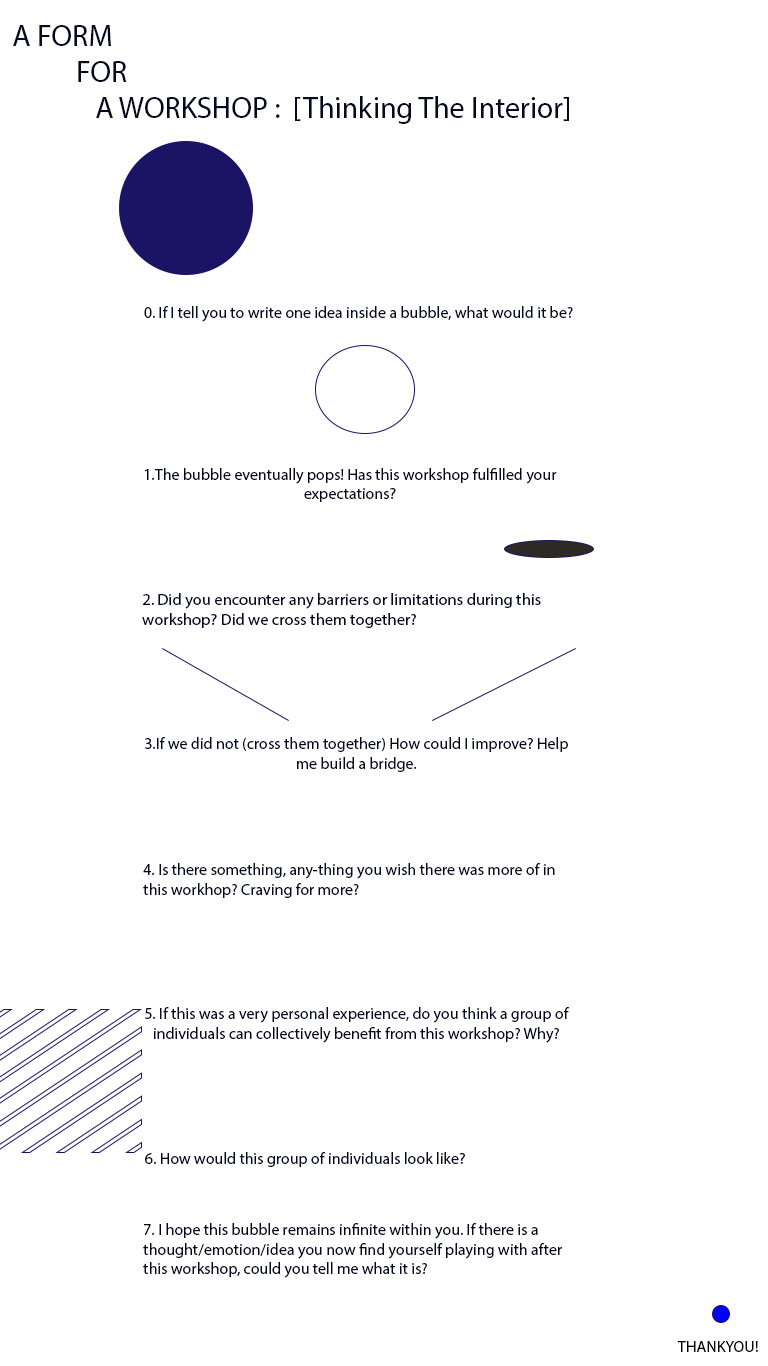 A FORM
FOR
A WORKSHOP : [Thinking The Interior]
0. If I tell you to write one idea inside a bubble, what would it be?
1.The bubble eventually pops! Has this workshop fulfilled your
expectations?
2. Did you encounter any barriers or limitations during this
workshop? Did we cross them together?
3.If we did not (cross them together) How could I improve? Help
me build a bridge.
4. Is there something, any-thing you wish there was more of in
this workhop? Craving for more?
5. If this was a very personal experience, do you think a group of
individuals can collectively benefit from this workshop? Why?
6. How would this group of individuals look like?
7. I hope this bubble remains infinite within you. If there is a
thought/emotion/idea you now find yourself playing with after
this workshop, could you tell me what it is?
THANKYOU!